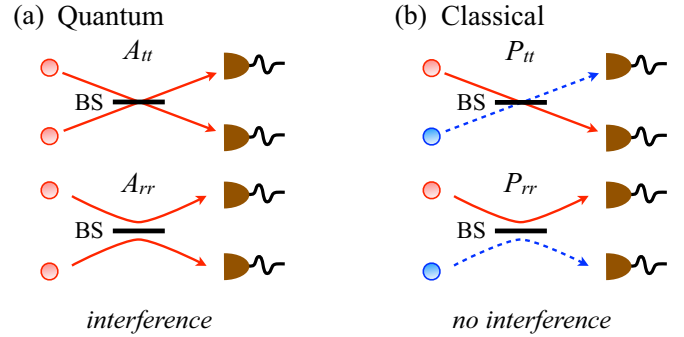 (a) Quantum
A_tt
BS
A_rr
BS
interference
(b) Classical
P_tt
BS
P_rr
BS
no interference